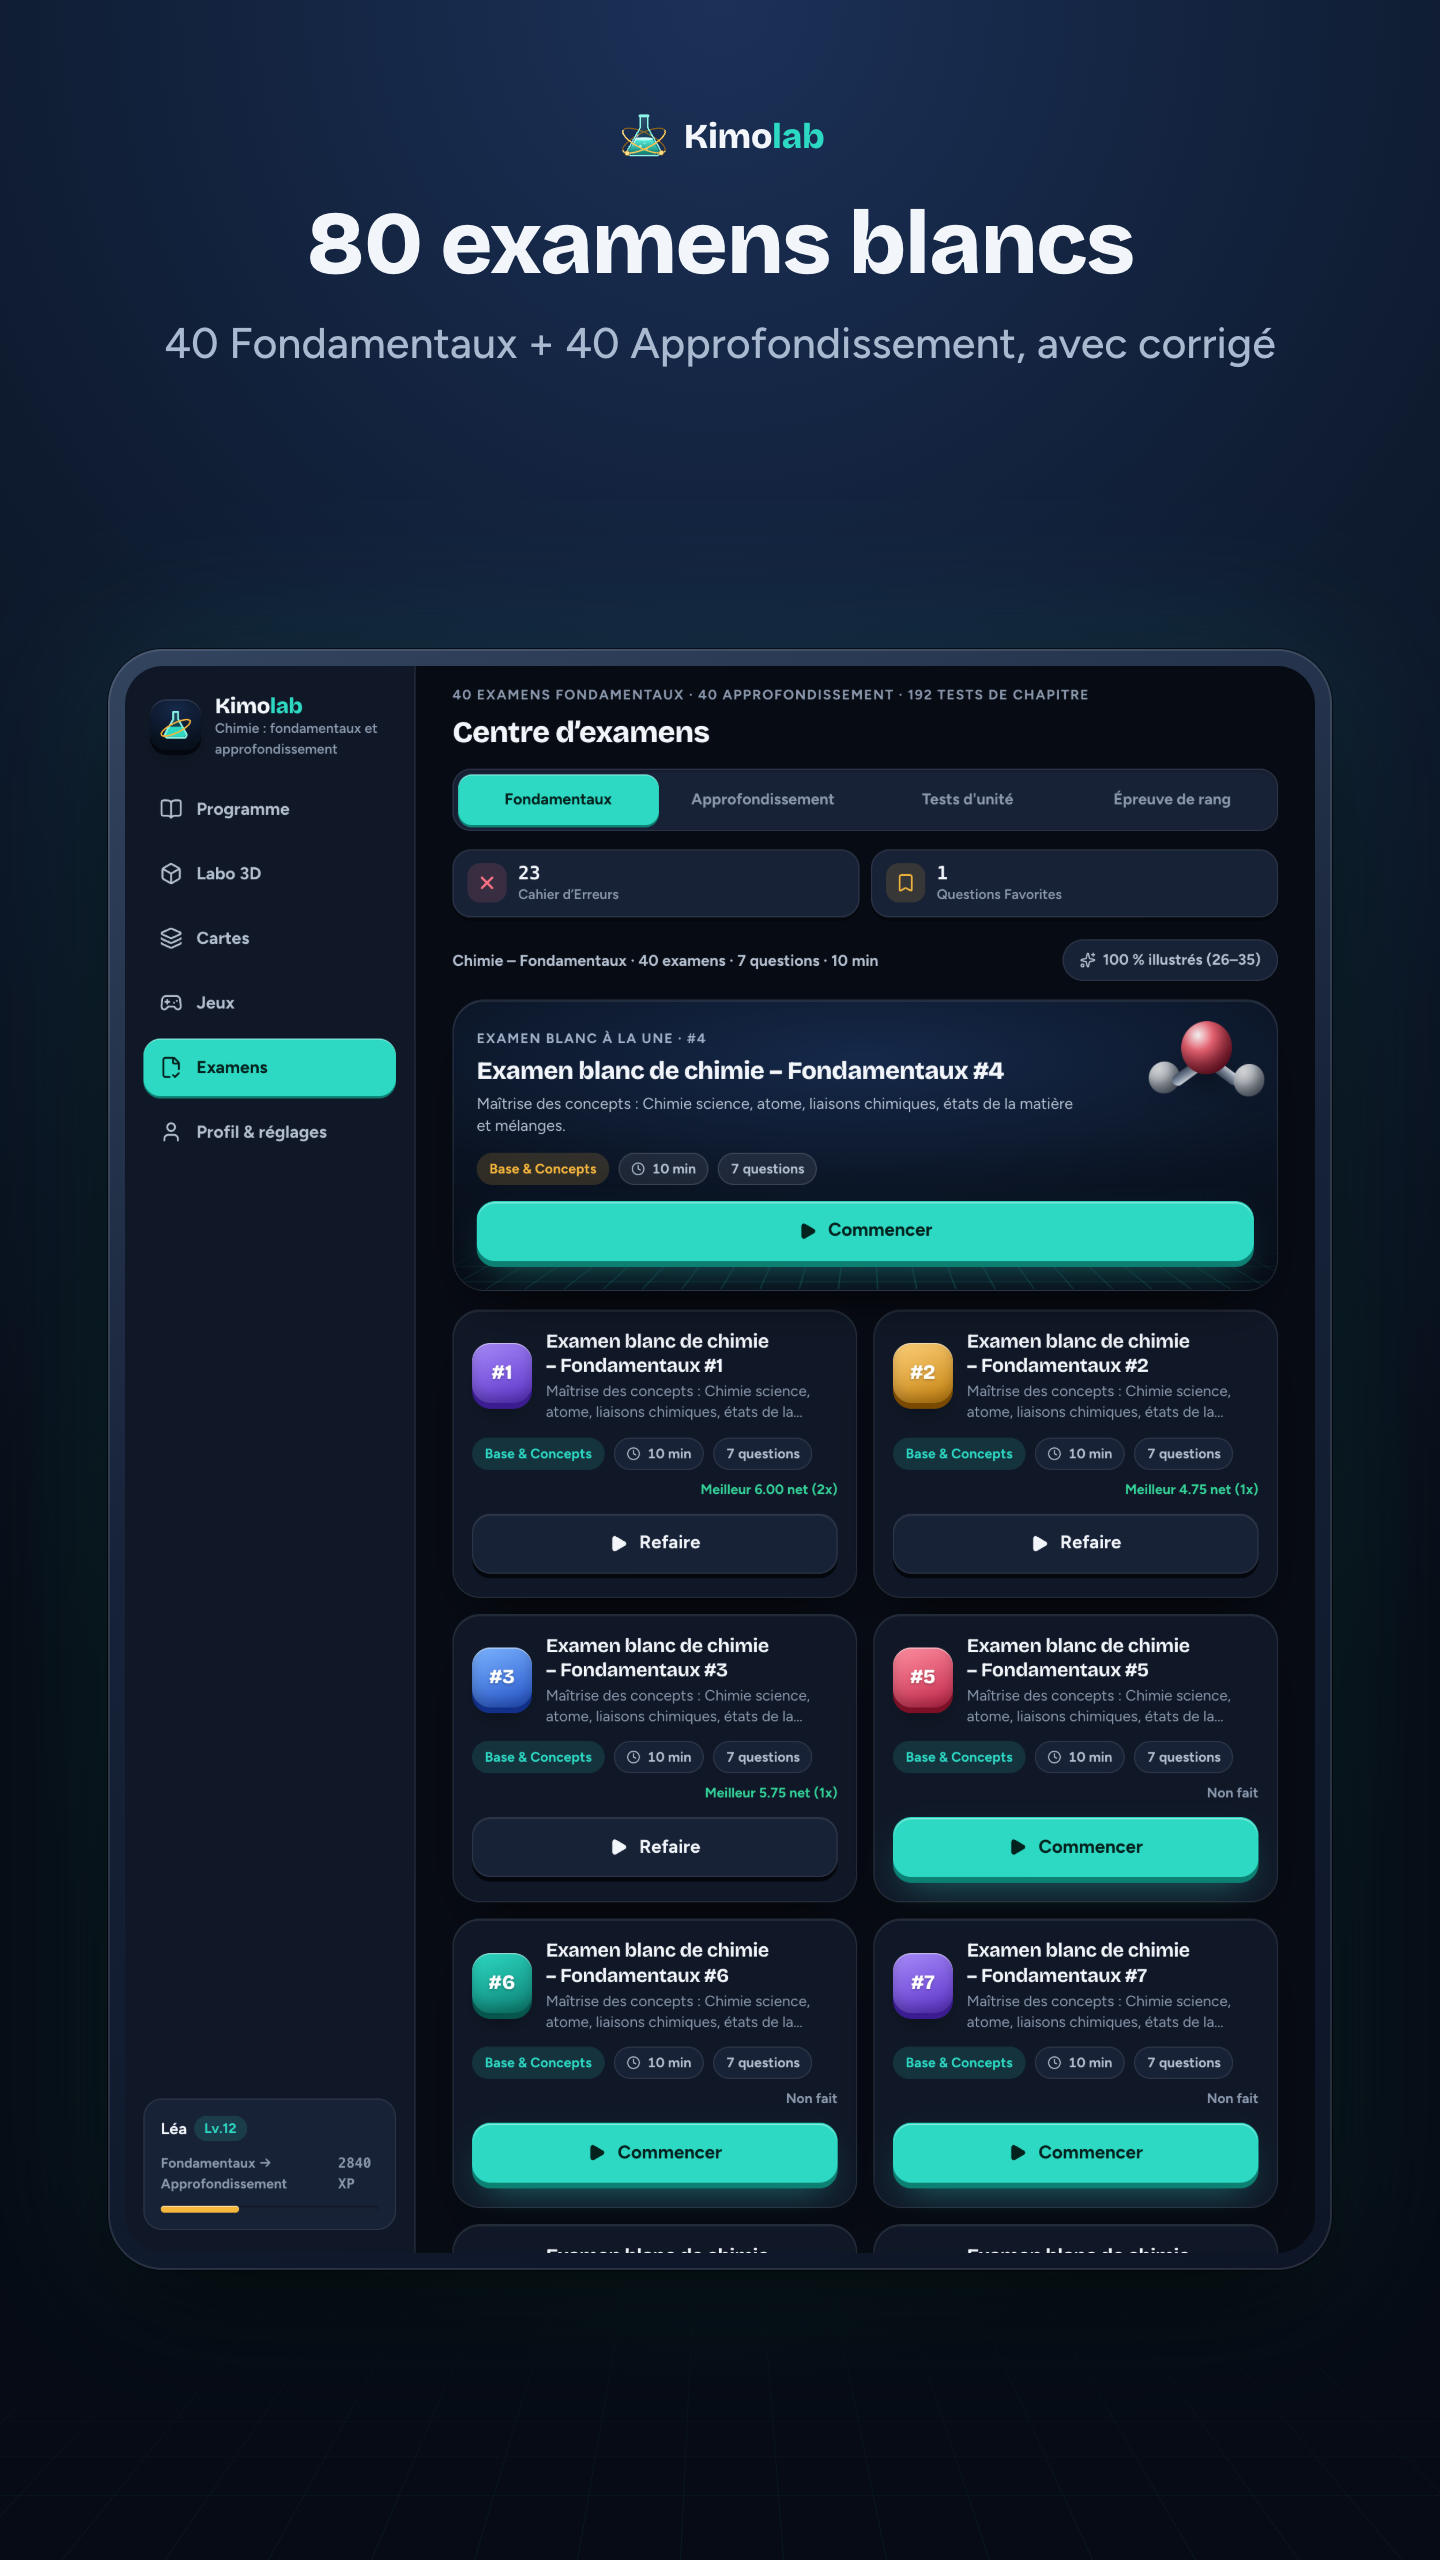 Kimolab
80 examens blancs
40 Fondamentaux + 40 Approfondissement, avec corrigé
Kimolab
Chimie : fondamentaux et
approfondissement
Programme
Labo 3D
Cartes
Jeux
Examens
Profil & réglages
Léa Lv.12
Fondamentaux → 2840
Approfondissement XP
40 EXAMENS FONDAMENTAUX · 40 APPROFONDISSEMENT · 192 TESTS DE CHAPITRE
Centre d'examens
Fondamentaux Approfondissement Tests d'unité Épreuve de rang
23
Cahier d'Erreurs
1
Questions Favorites
Chimie – Fondamentaux · 40 examens · 7 questions · 10 min
100 % illustrés (26–35)
EXAMEN BLANC À LA UNE · #4
Examen blanc de chimie – Fondamentaux #4
Maîtrise des concepts : Chimie science, atome, liaisons chimiques, états de la matière
et mélanges.
Base & Concepts 10 min 7 questions
Commencer
#1
Examen blanc de chimie
– Fondamentaux #1
Maîtrise des concepts : Chimie science,
atome, liaisons chimiques, états de la...
Base & Concepts 10 min 7 questions
Meilleur 6.00 net (2x)
Refaire
#2
Examen blanc de chimie
– Fondamentaux #2
Maîtrise des concepts : Chimie science,
atome, liaisons chimiques, états de la...
Base & Concepts 10 min 7 questions
Meilleur 4.75 net (1x)
Refaire
#3
Examen blanc de chimie
– Fondamentaux #3
Maîtrise des concepts : Chimie science,
atome, liaisons chimiques, états de la...
Base & Concepts 10 min 7 questions
Meilleur 5.75 net (1x)
Refaire
#5
Examen blanc de chimie
– Fondamentaux #5
Maîtrise des concepts : Chimie science,
atome, liaisons chimiques, états de la...
Base & Concepts 10 min 7 questions
Non fait
Commencer
#6
Examen blanc de chimie
– Fondamentaux #6
Maîtrise des concepts : Chimie science,
atome, liaisons chimiques, états de la...
Base & Concepts 10 min 7 questions
Non fait
Commencer
#7
Examen blanc de chimie
– Fondamentaux #7
Maîtrise des concepts : Chimie science,
atome, liaisons chimiques, états de la...
Base & Concepts 10 min 7 questions
Non fait
Commencer
Examen blanc de chimie
Examen blanc de chimie